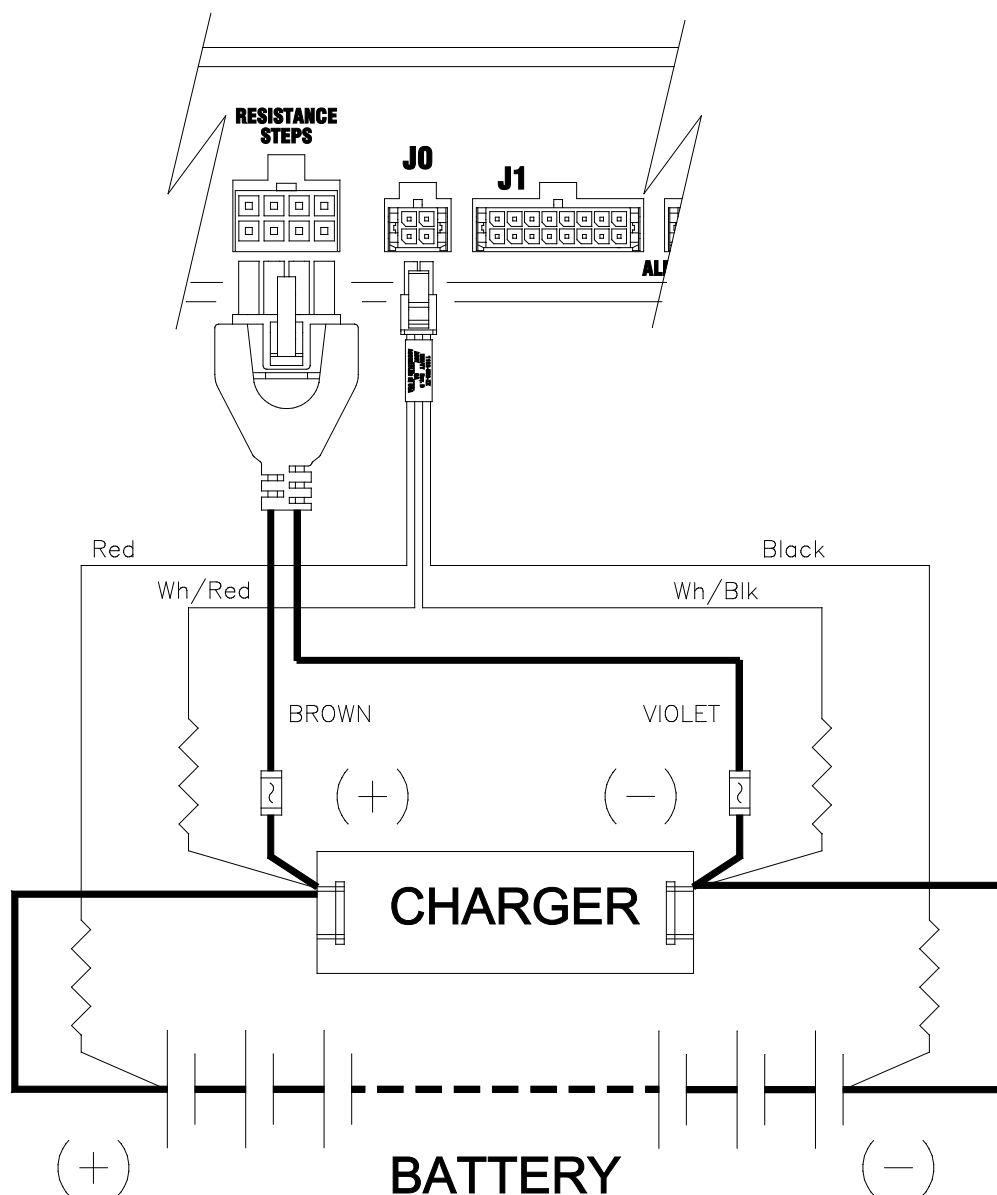 RESISTANCE
STEPS
J0
J1
Red
Black
Wh/Red
Wh/Blk
BROWN
VIOLET
(+)
(−)
CHARGER
BATTERY
(+)
(−)